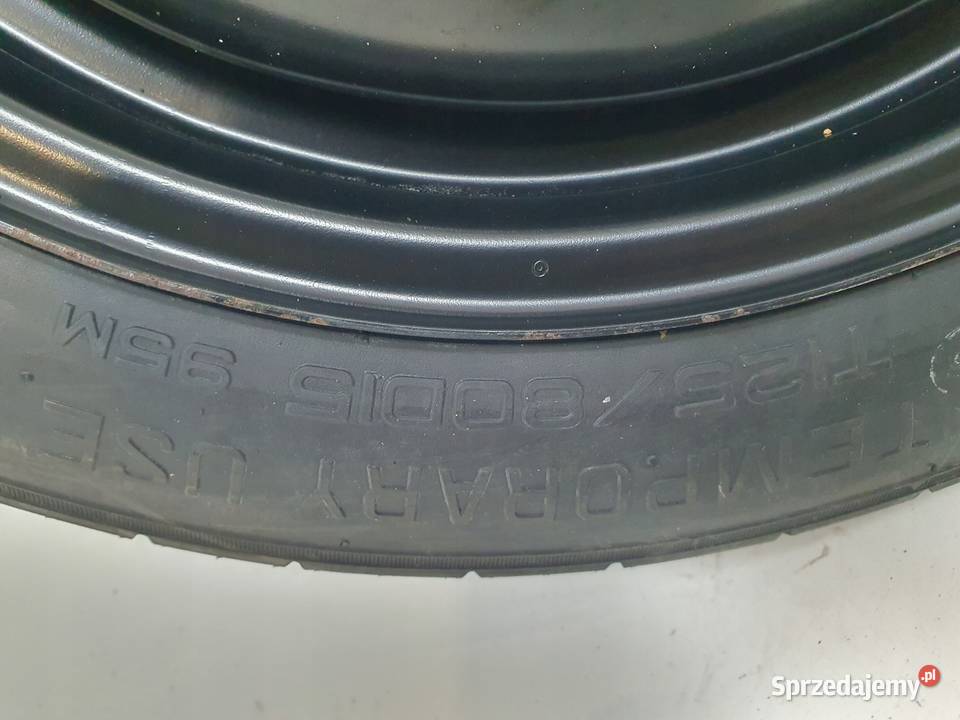 T125/80D15 95M
TEMPORARY USE
Sprzedajemy.pl